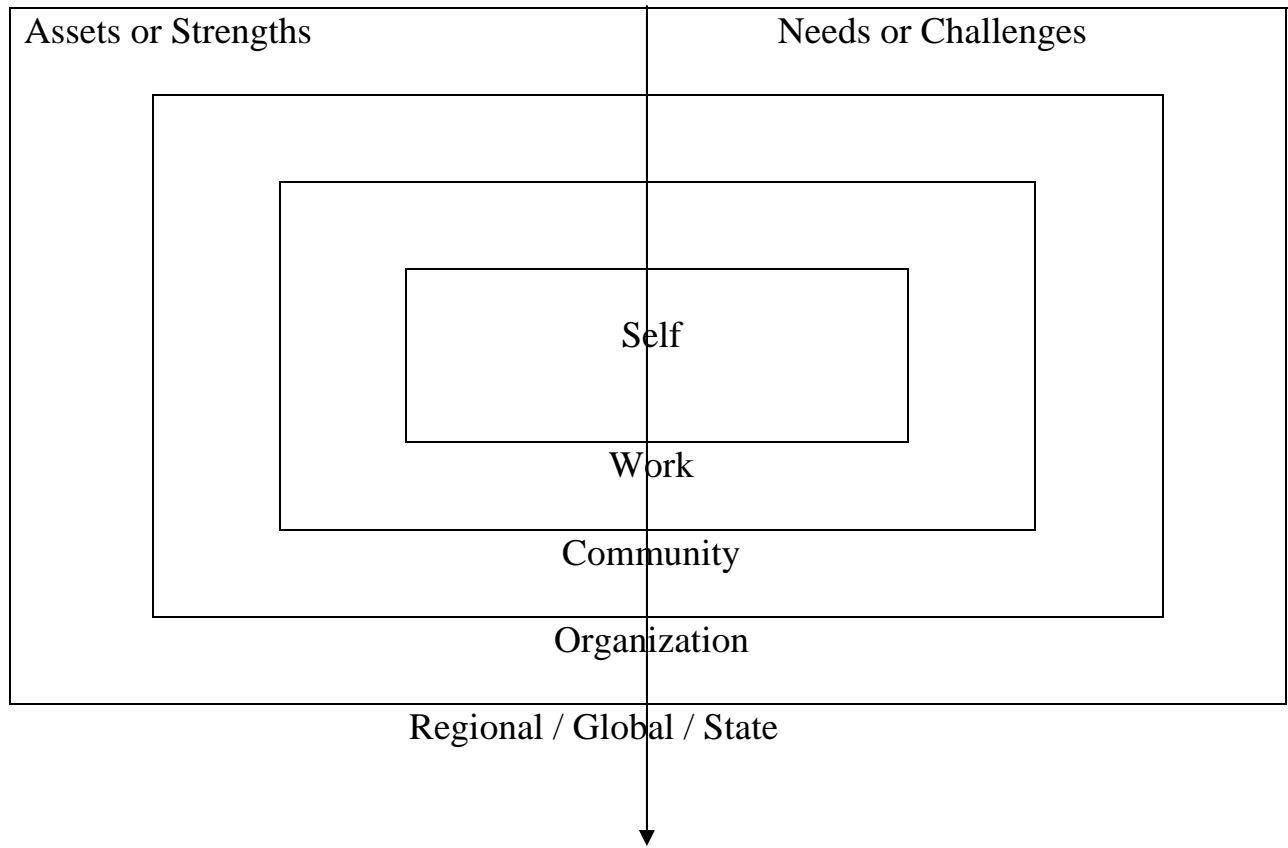 Assets or Strengths
Needs or Challenges
Self
Work
Community
Organization
Regional / Global / State